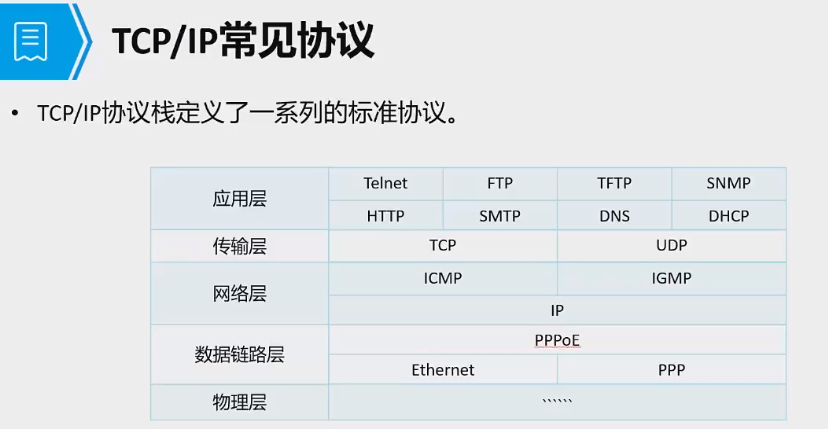 TCP/IP常见协议
• TCP/IP协议栈定义了一系列的标准协议。
应用层 Telnet FTP TFTP SNMP
HTTP SMTP DNS DHCP
传输层 TCP UDP
网络层 ICMP IGMP
IP
数据链路层 PPPoE
Ethernet PPP
物理层 ``````